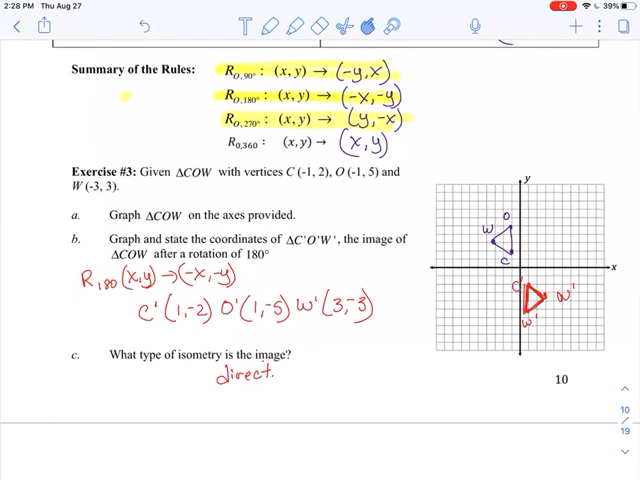 2:28 PM Thu Aug 27
39%
Summary of the Rules: R_{O,90°} : (x, y) → (-y, x)
R_{O,180°} : (x, y) → (-x, -y)
R_{O,270°} : (x, y) → (y, -x)
R_{0,360} : (x,y) → (x, y)
Exercise #3: Given ΔCOW with vertices C (-1, 2), O (-1, 5) and
W (-3, 3).
a. Graph ΔCOW on the axes provided.
b. Graph and state the coordinates of ΔC'O'W', the image of
ΔCOW after a rotation of 180°
R₁₈₀ (x,y) → (-x, -y)
C' (1,-2) O' (1,-5) W' (3,-3)
c. What type of isometry is the image?
direct.
y
O
W
C
x
C'
W'
10
10
/
19